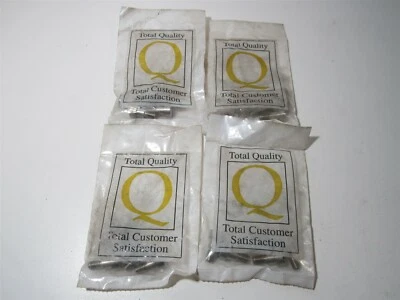 Total Quality
Q
Total Customer
Satisfaction
Total Quality
Q
Total Customer
Satisfaction
Total Quality
Q
Total Customer
Satisfaction
Total Quality
Q
Total Customer
Satisfaction